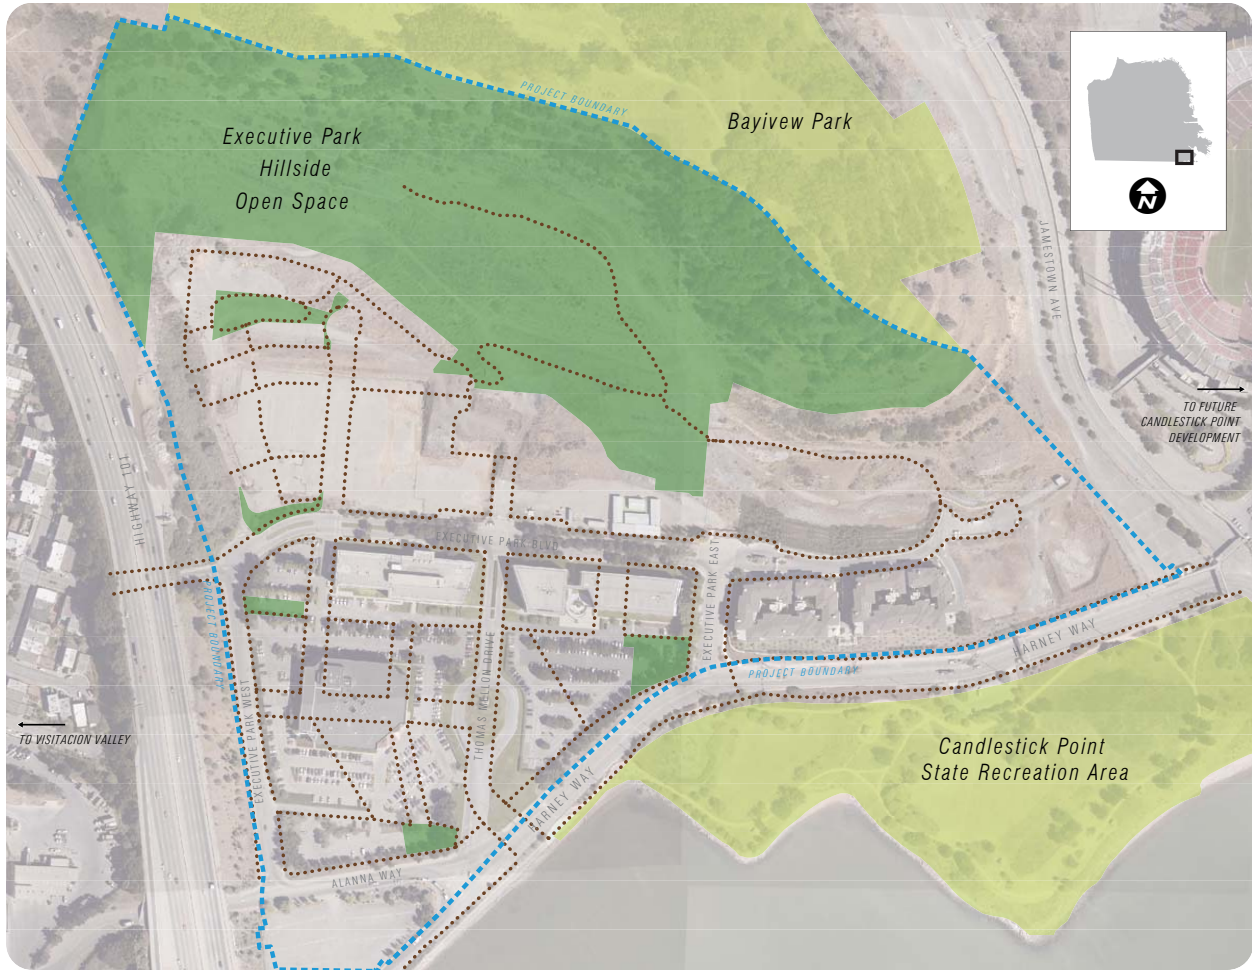 PROJECT BOUNDARY
Executive Park
Hillside
Open Space
Bayivew Park
N
JAMESTOWN AVE
TO FUTURE
CANDLESTICK POINT
DEVELOPMENT
HIGHWAY 101
EXECUTIVE PARK BLVD
EXECUTIVE PARK EAST
PROJECT BOUNDARY
HARNEY WAY
PROJECT BOUNDARY
THOMAS MELLON DRIVE
EXECUTIVE PARK WEST
TO VISITACION VALLEY
Candlestick Point
State Recreation Area
HARNEY WAY
ALANNA WAY